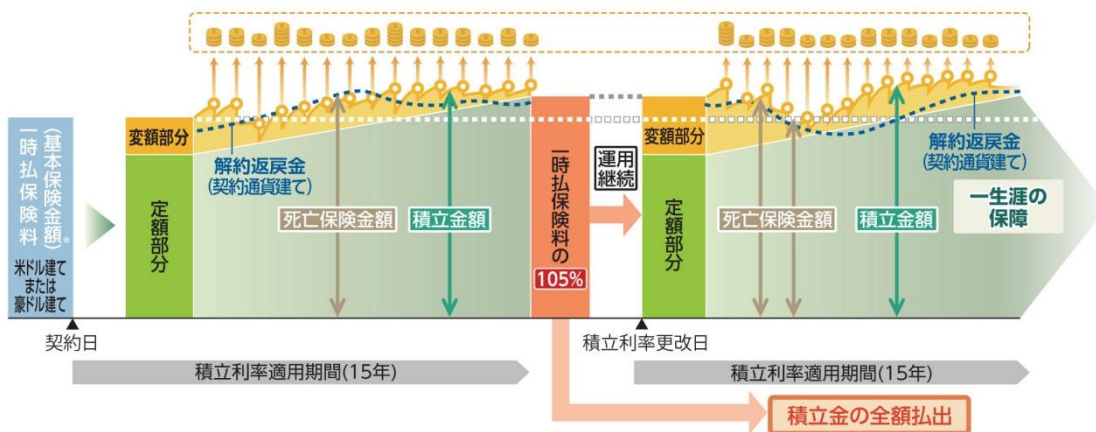 一時払保険料
(基本保険金額)※
米ドル建て
または
豪ドル建て
変額部分
定額部分
解約返戻金
(契約通貨建て)
死亡保険金額
積立金額
一時払保険料の
105%
運用
継続
変額部分
定額部分
死亡保険金額
積立金額
解約返戻金
(契約通貨建て)
一生涯の
保障
契約日
積立利率更改日
積立利率適用期間(15年)
積立利率適用期間(15年)
積立金の全額払出